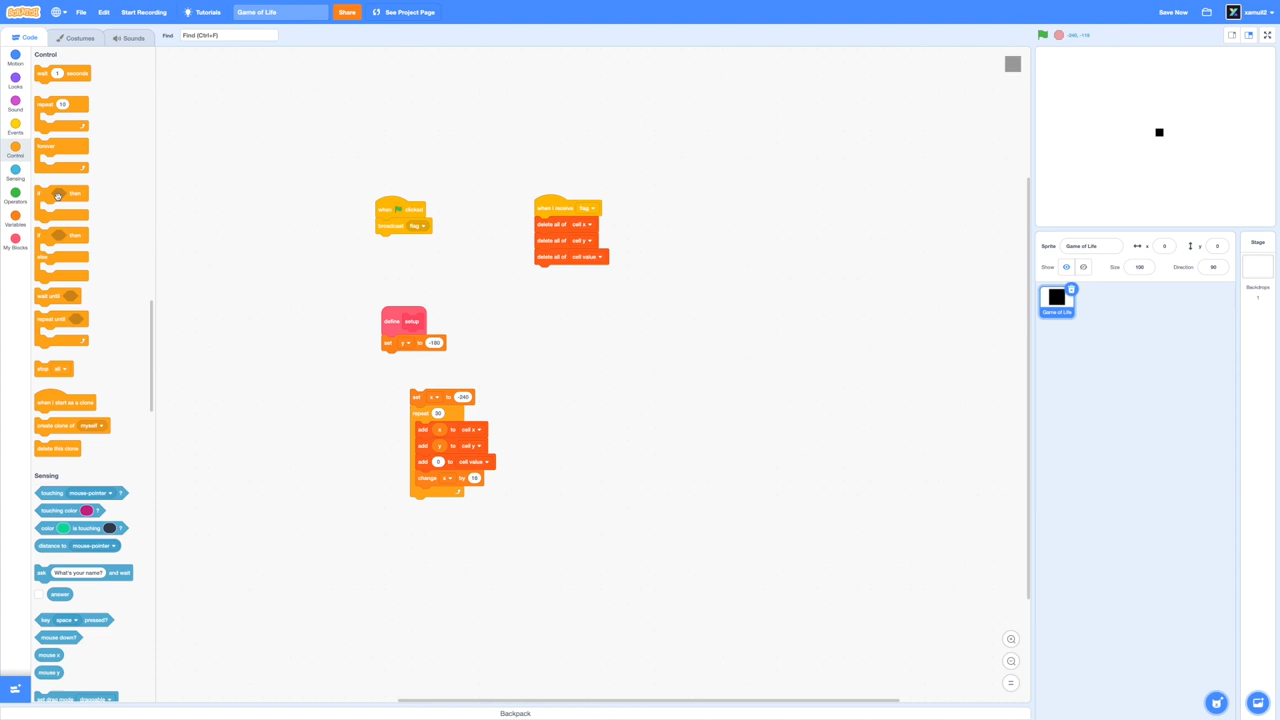 SCRATCH File Edit Start Recording Tutorials Game of Life Share See Project Page Save Now xamuil2
Code Costumes Sounds Find Find (Ctrl+F) -240, -118
Motion
Looks
Sound
Events
Control
Sensing
Operators
Variables
My Blocks
Control
wait 1 seconds
repeat 10
forever
if then
if then
else
wait until
repeat until
stop all
when I start as a clone
create clone of myself
delete this clone
Sensing
touching mouse-pointer ?
touching color ?
color is touching ?
distance to mouse-pointer
ask What's your name? and wait
answer
key space pressed?
mouse down?
mouse x
mouse y
set drag mode draggable
when clicked
broadcast flag
when I receive flag
delete all of cell x
delete all of cell y
delete all of cell value
define setup
set y to -180
set x to -240
repeat 30
add x to cell x
add y to cell y
add 0 to cell value
change x by 16
Sprite Game of Life x 0 y 0
Show Size 100 Direction 90
Game of Life
Stage
Backdrops
1
Backpack